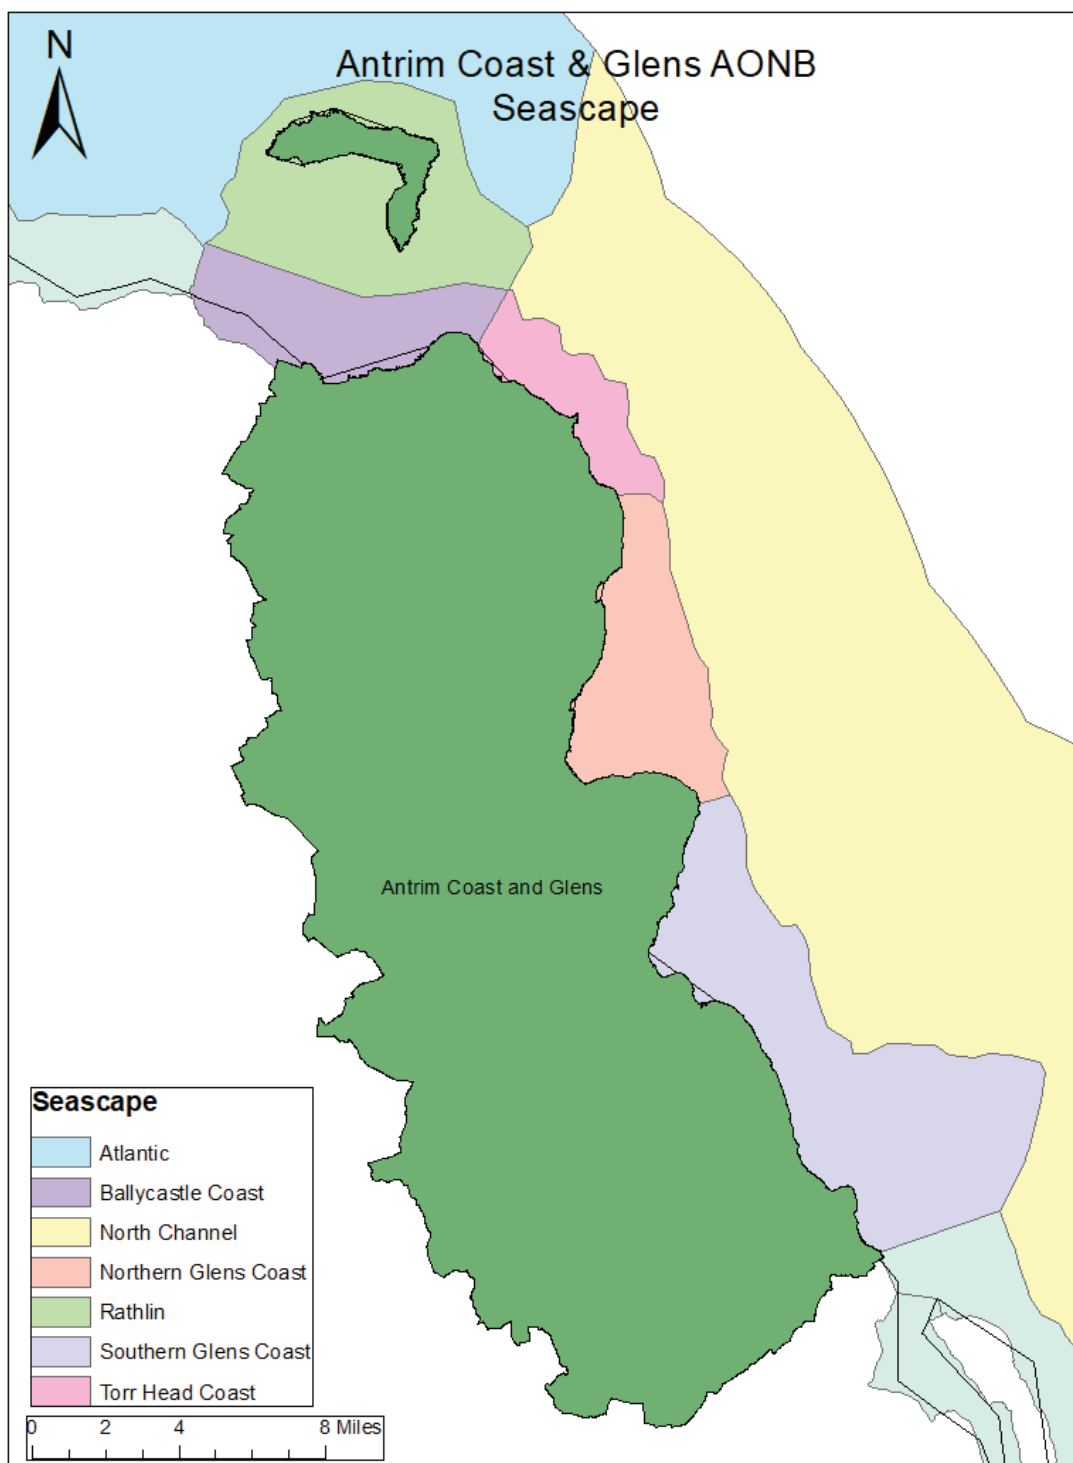 N
Antrim Coast & Glens AONB
Seascape
Antrim Coast and Glens
Seascape
Atlantic
Ballycastle Coast
North Channel
Northern Glens Coast
Rathlin
Southern Glens Coast
Torr Head Coast
0 2 4 8 Miles